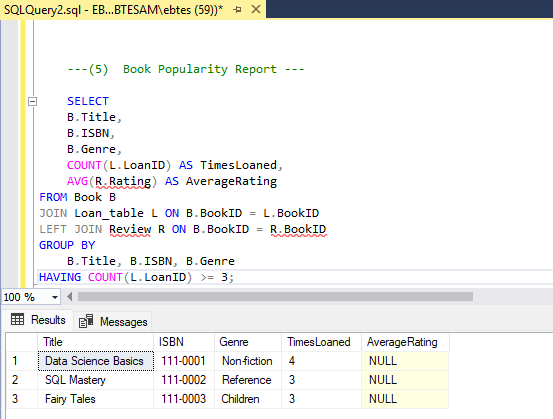 SQLQuery2.sql - EB...BTESAM\ebtes (59))*
---(5)  Book Popularity Report ---
SELECT
B.Title,
B.ISBN,
B.Genre,
COUNT(L.LoanID) AS TimesLoaned,
AVG(R.Rating) AS AverageRating
FROM Book B
JOIN Loan_table L ON B.BookID = L.BookID
LEFT JOIN Review R ON B.BookID = R.BookID
GROUP BY
B.Title, B.ISBN, B.Genre
HAVING COUNT(L.LoanID) >= 3;
100 %
Results Messages
Title ISBN Genre TimesLoaned AverageRating
1 Data Science Basics 111-0001 Non-fiction 4 NULL
2 SQL Mastery 111-0002 Reference 3 NULL
3 Fairy Tales 111-0003 Children 3 NULL